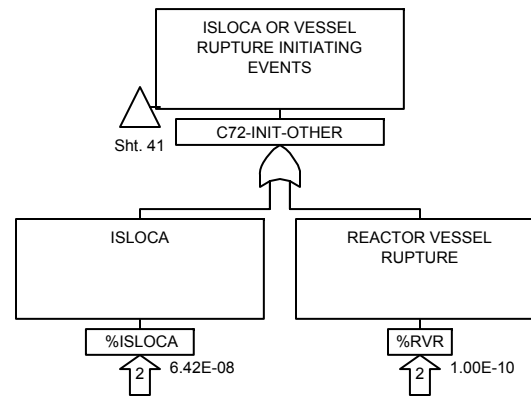 ISLOCA OR VESSEL
RUPTURE INITIATING
EVENTS
C72-INIT-OTHER
Sht. 41
ISLOCA
REACTOR VESSEL
RUPTURE
%ISLOCA
%RVR
2
6.42E-08
2
1.00E-10